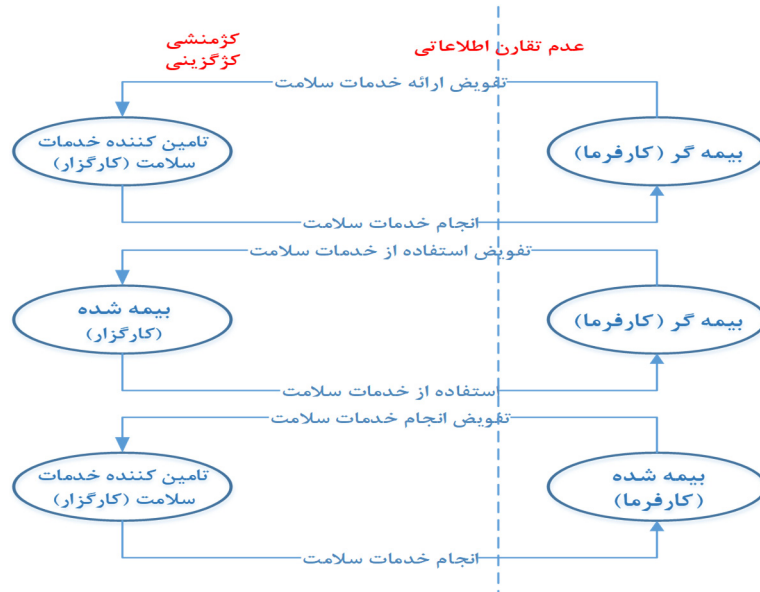 عدم تقارن اطلاعاتی
کژمنشی
کژگزینی
تفویض ارائه خدمات سلامت
بیمه گر (کارفرما)
تامین کننده خدمات
سلامت (کارگزار)
انجام خدمات سلامت
تفویض استفاده از خدمات سلامت
بیمه گر (کارفرما)
بیمه شده
(کارگزار)
استفاده از خدمات سلامت
تفویض انجام خدمات سلامت
بیمه شده
(کارفرما)
تامین کننده خدمات
سلامت (کارگزار)
انجام خدمات سلامت